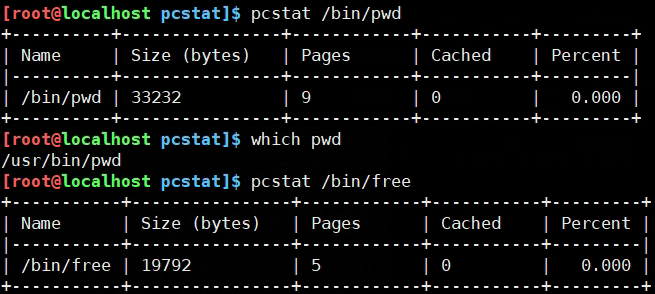 [root@localhost pcstat]$ pcstat /bin/pwd
+----------+----------------+------------+-----------+---------+
| Name     | Size (bytes)   | Pages      | Cached    | Percent |
|----------+----------------+------------+-----------+---------|
| /bin/pwd | 33232          | 9          | 0         |   0.000 |
+----------+----------------+------------+-----------+---------+
[root@localhost pcstat]$ which pwd
/usr/bin/pwd
[root@localhost pcstat]$ pcstat /bin/free
+-----------+----------------+------------+-----------+---------+
| Name      | Size (bytes)   | Pages      | Cached    | Percent |
|-----------+----------------+------------+-----------+---------|
| /bin/free | 19792          | 5          | 0         |   0.000 |
+-----------+----------------+------------+-----------+---------+